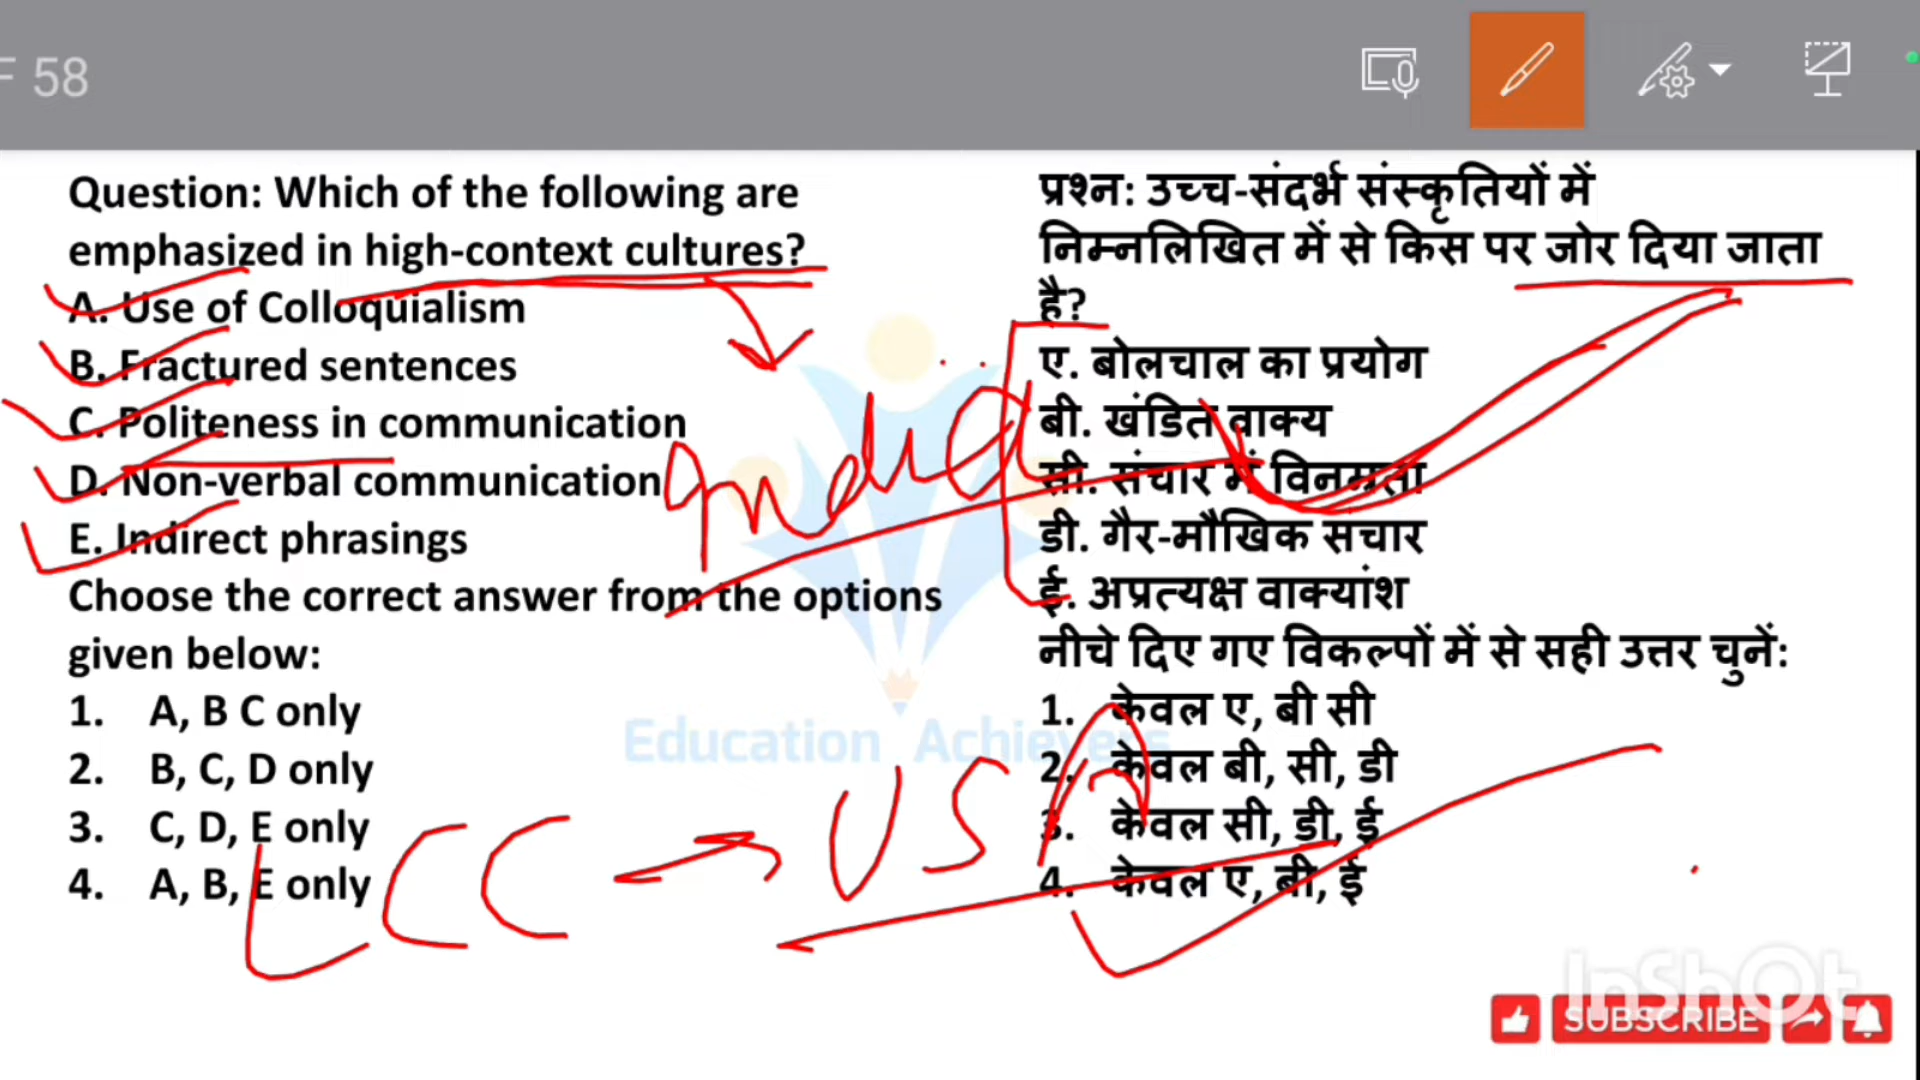 F 58
Question: Which of the following are
emphasized in high-context cultures?
A. Use of Colloquialism
B. Fractured sentences
C. Politeness in communication
D. Non-verbal communication
E. Indirect phrasings
Choose the correct answer from the options
given below:
1. A, B C only
2. B, C, D only
3. C, D, E only
4. A, B, E only
प्रश्न: उच्च-संदर्भ संस्कृतियों में
निम्नलिखित में से किस पर जोर दिया जाता
है?
ए. बोलचाल का प्रयोग
बी. खंडित वाक्य
सी. संचार में विनम्रता
डी. गैर-मौखिक संचार
ई. अप्रत्यक्ष वाक्यांश
नीचे दिए गए विकल्पों में से सही उत्तर चुनें:
1. केवल ए, बी सी
2. केवल बी, सी, डी
3. केवल सी, डी, ई
4. केवल ए, बी, ई
India
LCC → USA
Education Achievers
InShOt
SUBSCRIBE